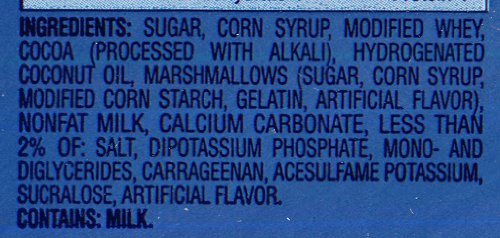 INGREDIENTS: SUGAR, CORN SYRUP, MODIFIED WHEY,
COCOA (PROCESSED WITH ALKALI), HYDROGENATED
COCONUT OIL, MARSHMALLOWS (SUGAR, CORN SYRUP,
MODIFIED CORN STARCH, GELATIN, ARTIFICIAL FLAVOR),
NONFAT MILK, CALCIUM CARBONATE, LESS THAN
2% OF: SALT, DIPOTASSIUM PHOSPHATE, MONO- AND
DIGLYCERIDES, CARRAGEENAN, ACESULFAME POTASSIUM,
SUCRALOSE, ARTIFICIAL FLAVOR.
CONTAINS: MILK.